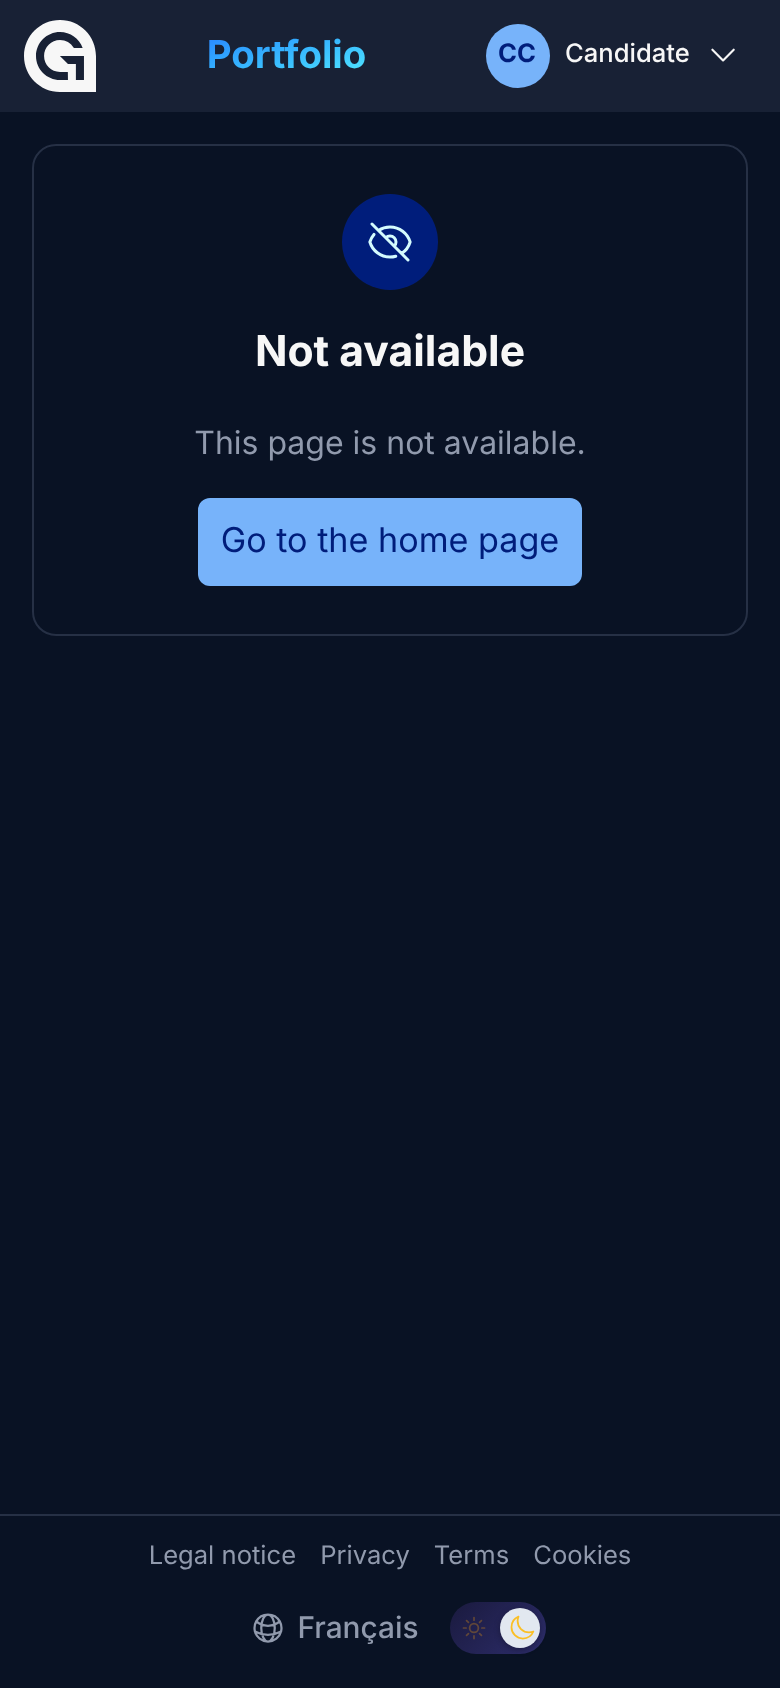 Portfolio
CC Candidate
Not available
This page is not available.
Go to the home page
Legal notice Privacy Terms Cookies
Français